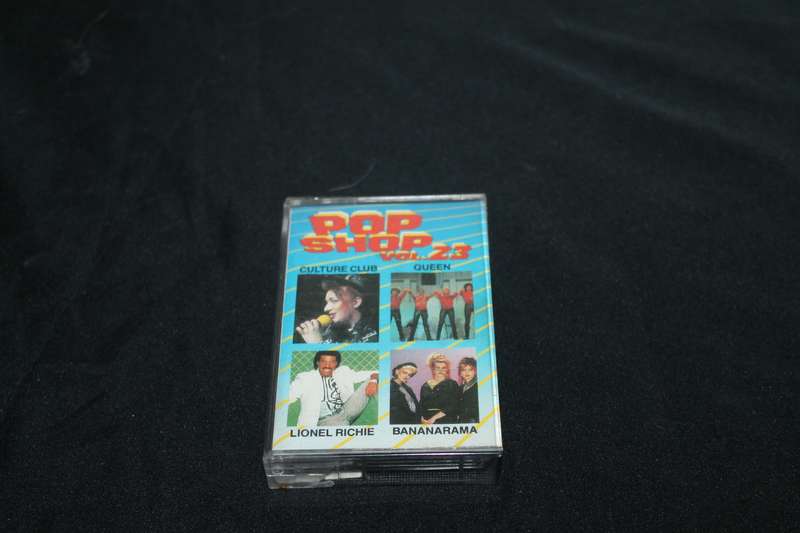 POP
SHOP
VOL. 23
CULTURE CLUB
QUEEN
LIONEL RICHIE
BANANARAMA